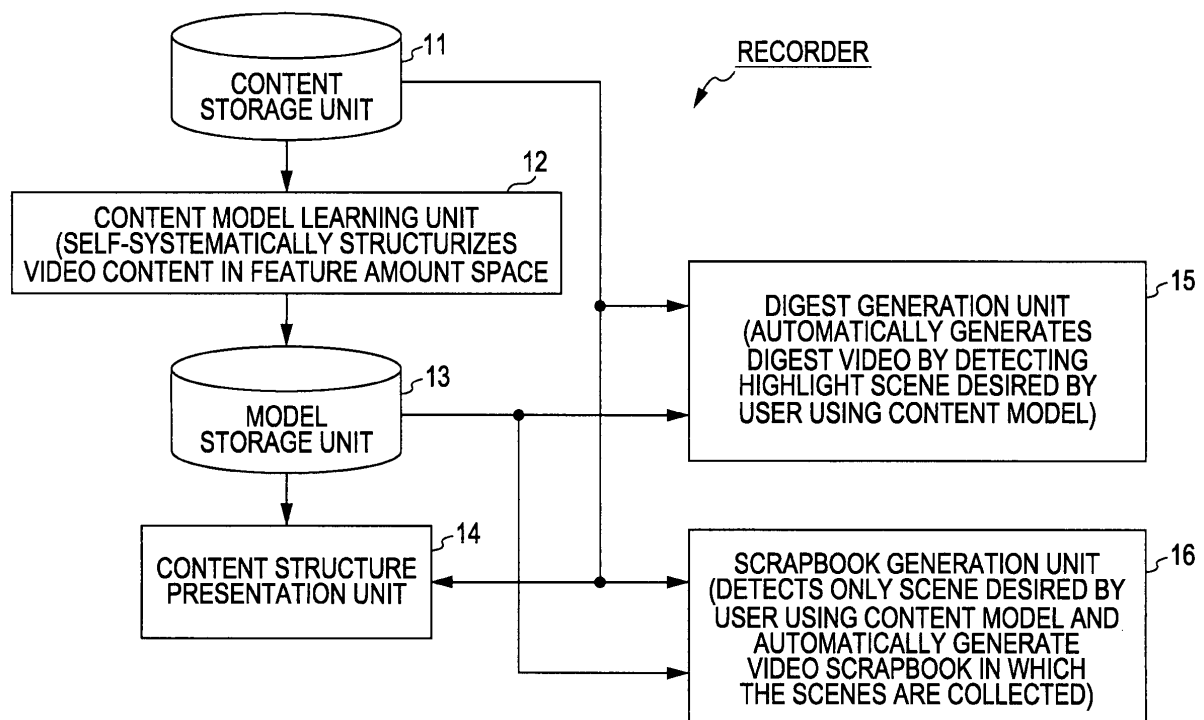 RECORDER
11
CONTENT
STORAGE UNIT
12
CONTENT MODEL LEARNING UNIT
(SELF-SYSTEMATICALLY STRUCTURIZES
VIDEO CONTENT IN FEATURE AMOUNT SPACE
13
MODEL
STORAGE UNIT
14
CONTENT STRUCTURE
PRESENTATION UNIT
15
DIGEST GENERATION UNIT
(AUTOMATICALLY GENERATES
DIGEST VIDEO BY DETECTING
HIGHLIGHT SCENE DESIRED BY
USER USING CONTENT MODEL)
16
SCRAPBOOK GENERATION UNIT
(DETECTS ONLY SCENE DESIRED BY
USER USING CONTENT MODEL AND
AUTOMATICALLY GENERATE
VIDEO SCRAPBOOK IN WHICH
THE SCENES ARE COLLECTED)